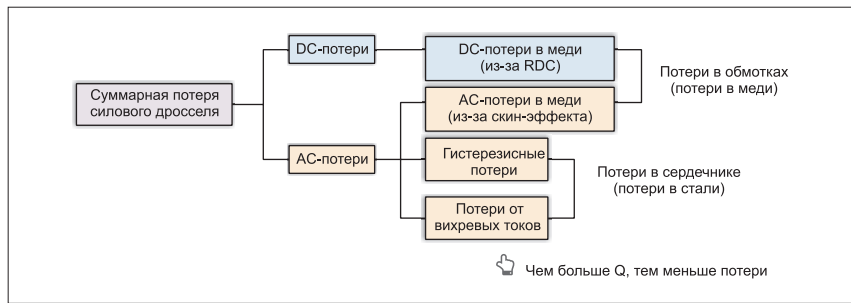 DC-потери
DC-потери в меди
(из-за RDC)
Потери в обмотках
(потери в меди)
Суммарная потеря
силового дросселя
AC-потери в меди
(из-за скин-эффекта)
AC-потери
Гистерезисные
потери
Потери в сердечнике
(потери в стали)
Потери от
вихревых токов
Чем больше Q, тем меньше потери